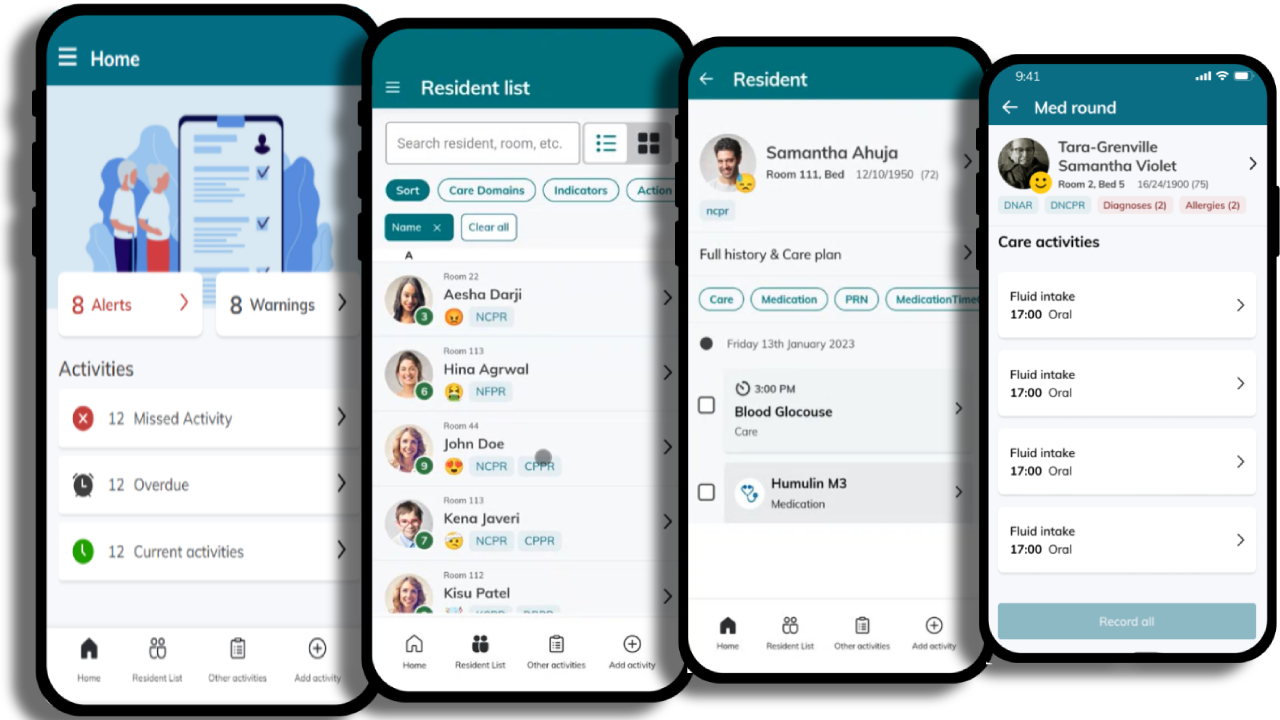 Home
8 Alerts
8 Warnings
Activities
12 Missed Activity
12 Overdue
12 Current activities
Home
Resident List
Other activities
Add activity
Resident list
Search resident, room, etc.
Sort
Care Domains
Indicators
Action
Name ×
Clear all
A
Room 22
Aesha Darji
3
NCPR
Room 113
Hina Agrwal
6
NFPR
Room 44
John Doe
9
NCPR CPPR
Room 113
Kena Javeri
7
NCPR CPPR
Room 112
Kisu Patel
Home
Resident List
Other activities
Add activity
Resident
Samantha Ahuja
Room 111, Bed 12/10/1950 (72)
ncpr
Full history & Care plan
Care
Medication
PRN
MedicationTime
Friday 13th January 2023
3:00 PM
Blood Glocouse
Care
Humulin M3
Medication
Home
Resident List
Other activities
Add activity
9:41
Med round
Tara-Grenville
Samantha Violet
Room 2, Bed 5 16/24/1900 (75)
DNAR
DNCPR
Diagnoses (2)
Allergies (2)
Care activities
Fluid intake
17:00 Oral
Fluid intake
17:00 Oral
Fluid intake
17:00 Oral
Fluid intake
17:00 Oral
Record all